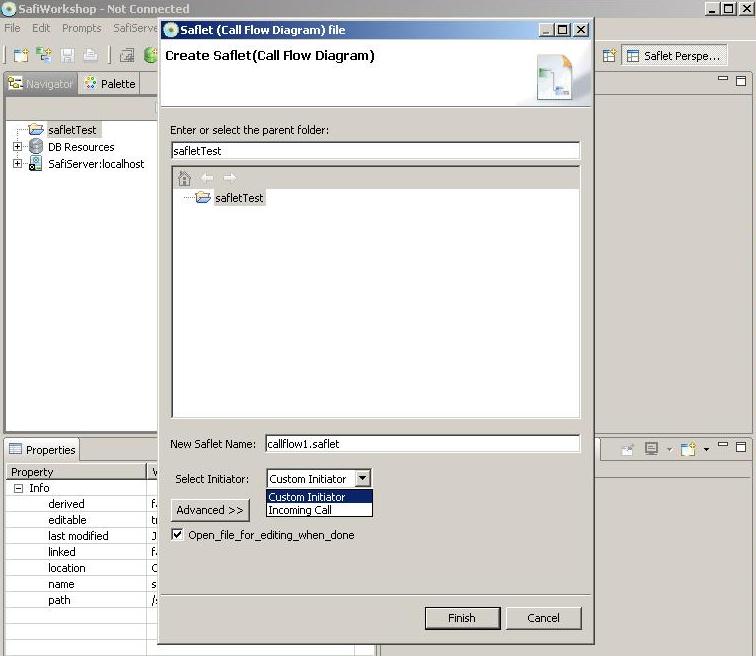 SafiWorkshop - Not Connected
File Edit Prompts SafiServe
Saflet Perspe...
Navigator Palette
safletTest
DB Resources
SafiServer:localhost
Properties
Property
Info
derived
editable
last modified
linked
location
name
path
Saflet (Call Flow Diagram) file
Create Saflet(Call Flow Diagram)
Enter or select the parent folder:
safletTest
safletTest
New Saflet Name: callflow1.saflet
Select Initiator: Custom Initiator
Custom Initiator
Incoming Call
Advanced >>
Open_file_for_editing_when_done
Finish Cancel